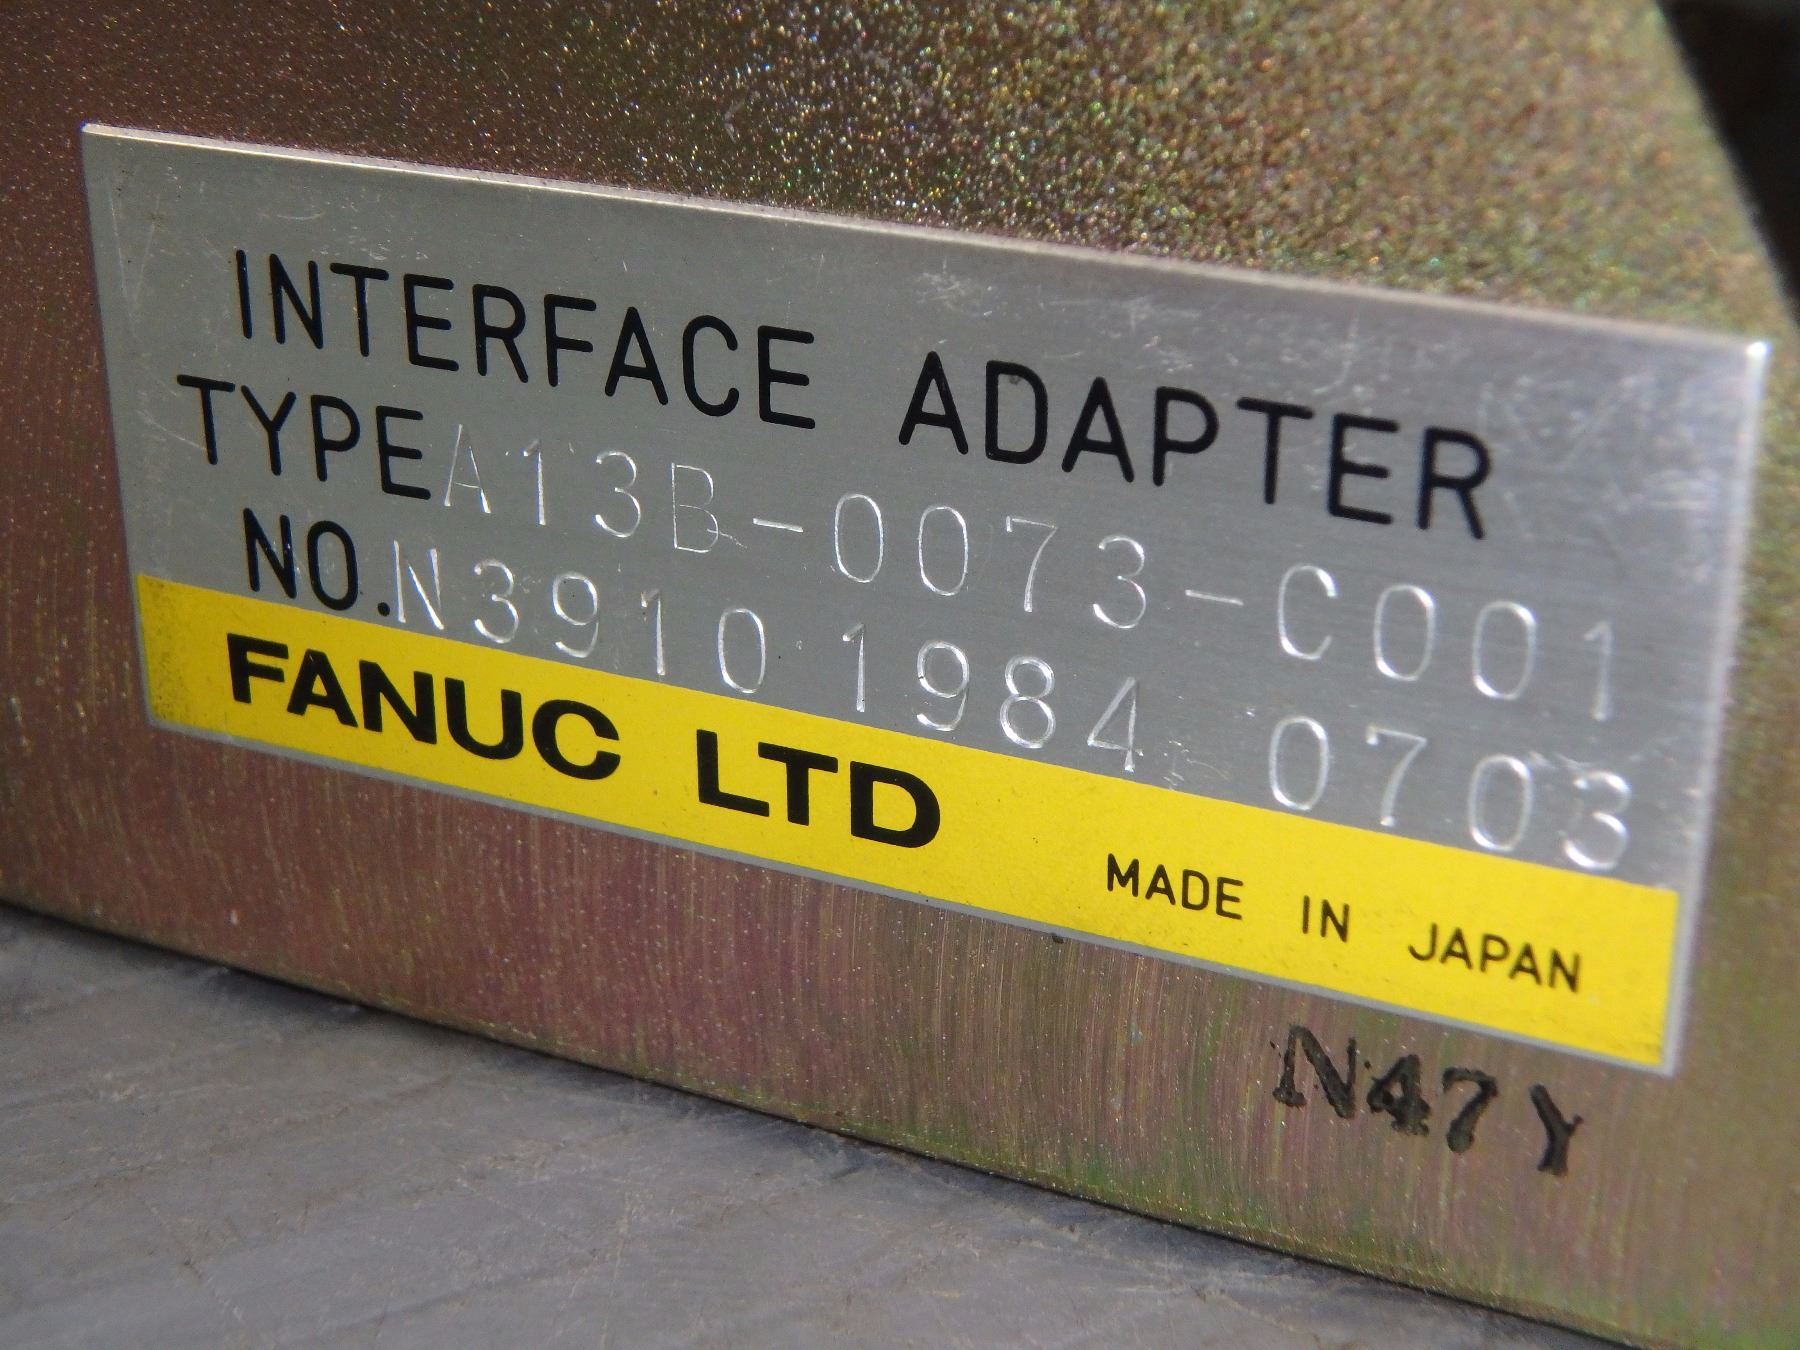 INTERFACE ADAPTER
TYPE A13B-0073-C001
NO. N3910 1984 0703
FANUC LTD MADE IN JAPAN
N47Y